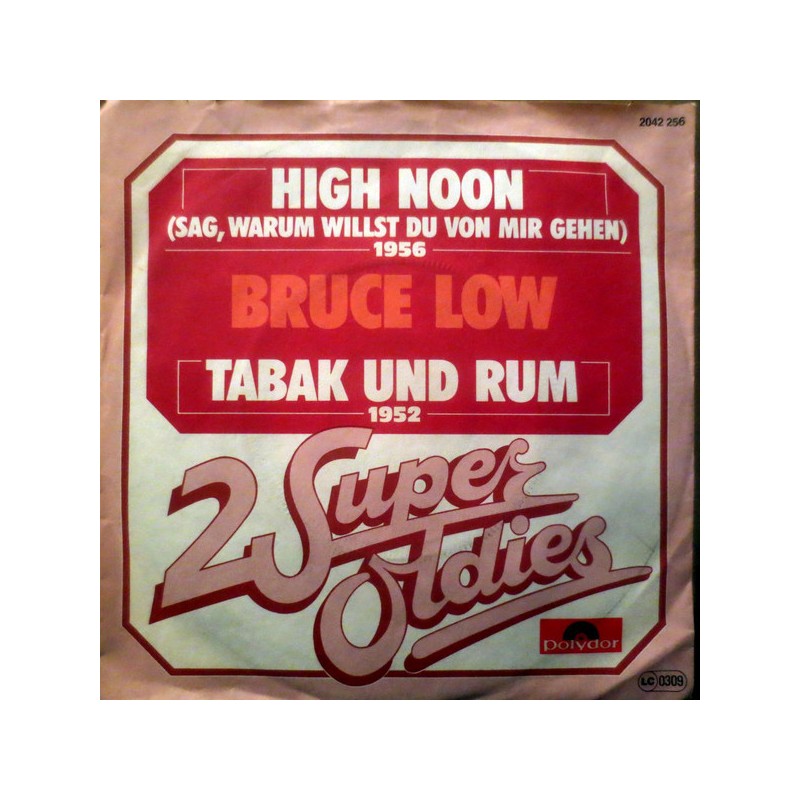 2042 256
HIGH NOON
(SAG, WARUM WILLST DU VON MIR GEHEN)
1956
BRUCE LOW
TABAK UND RUM
1952
2 Super
Oldies
polydor
LC 0309